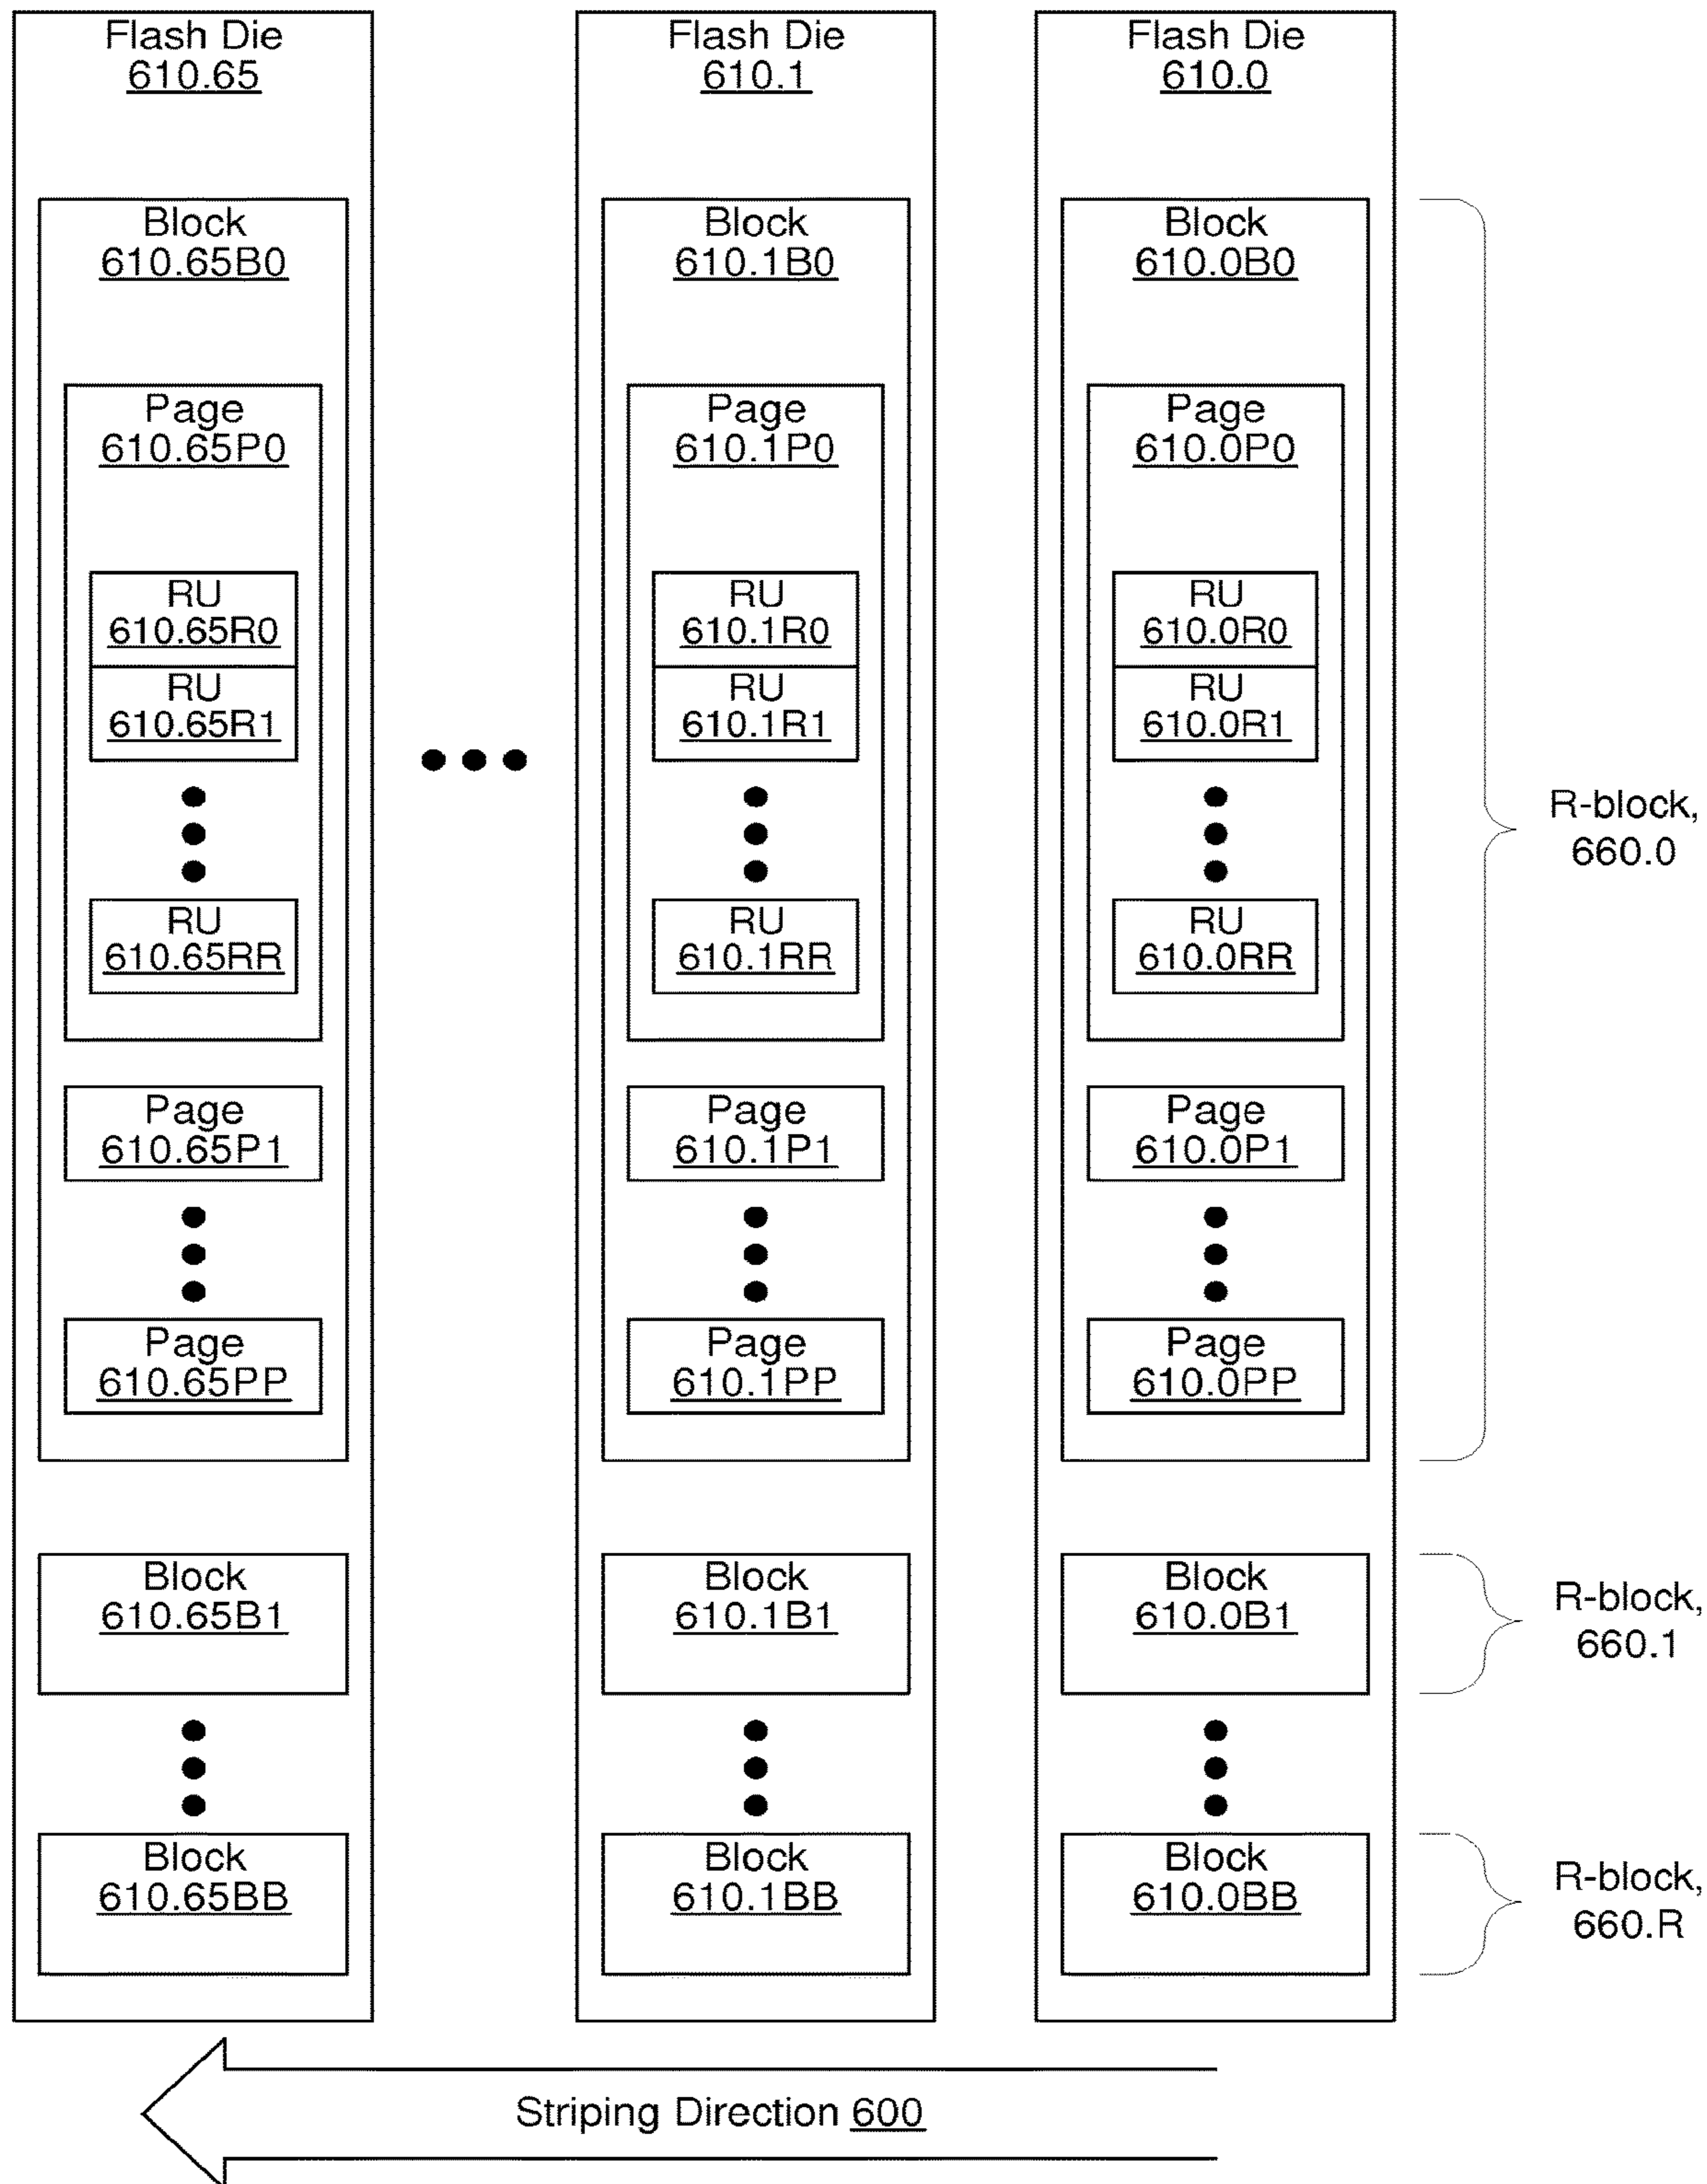 Flash Die
610.65
Block
610.65B0
Page
610.65P0
RU
610.65R0
RU
610.65R1
RU
610.65RR
Page
610.65P1
Page
610.65PP
Block
610.65B1
Block
610.65BB
Flash Die
610.1
Block
610.1B0
Page
610.1P0
RU
610.1R0
RU
610.1R1
RU
610.1RR
Page
610.1P1
Page
610.1PP
Block
610.1B1
Block
610.1BB
Flash Die
610.0
Block
610.0B0
Page
610.0P0
RU
610.0R0
RU
610.0R1
RU
610.0RR
Page
610.0P1
Page
610.0PP
Block
610.0B1
Block
610.0BB
R-block,
660.0
R-block,
660.1
R-block,
660.R
Striping Direction 600